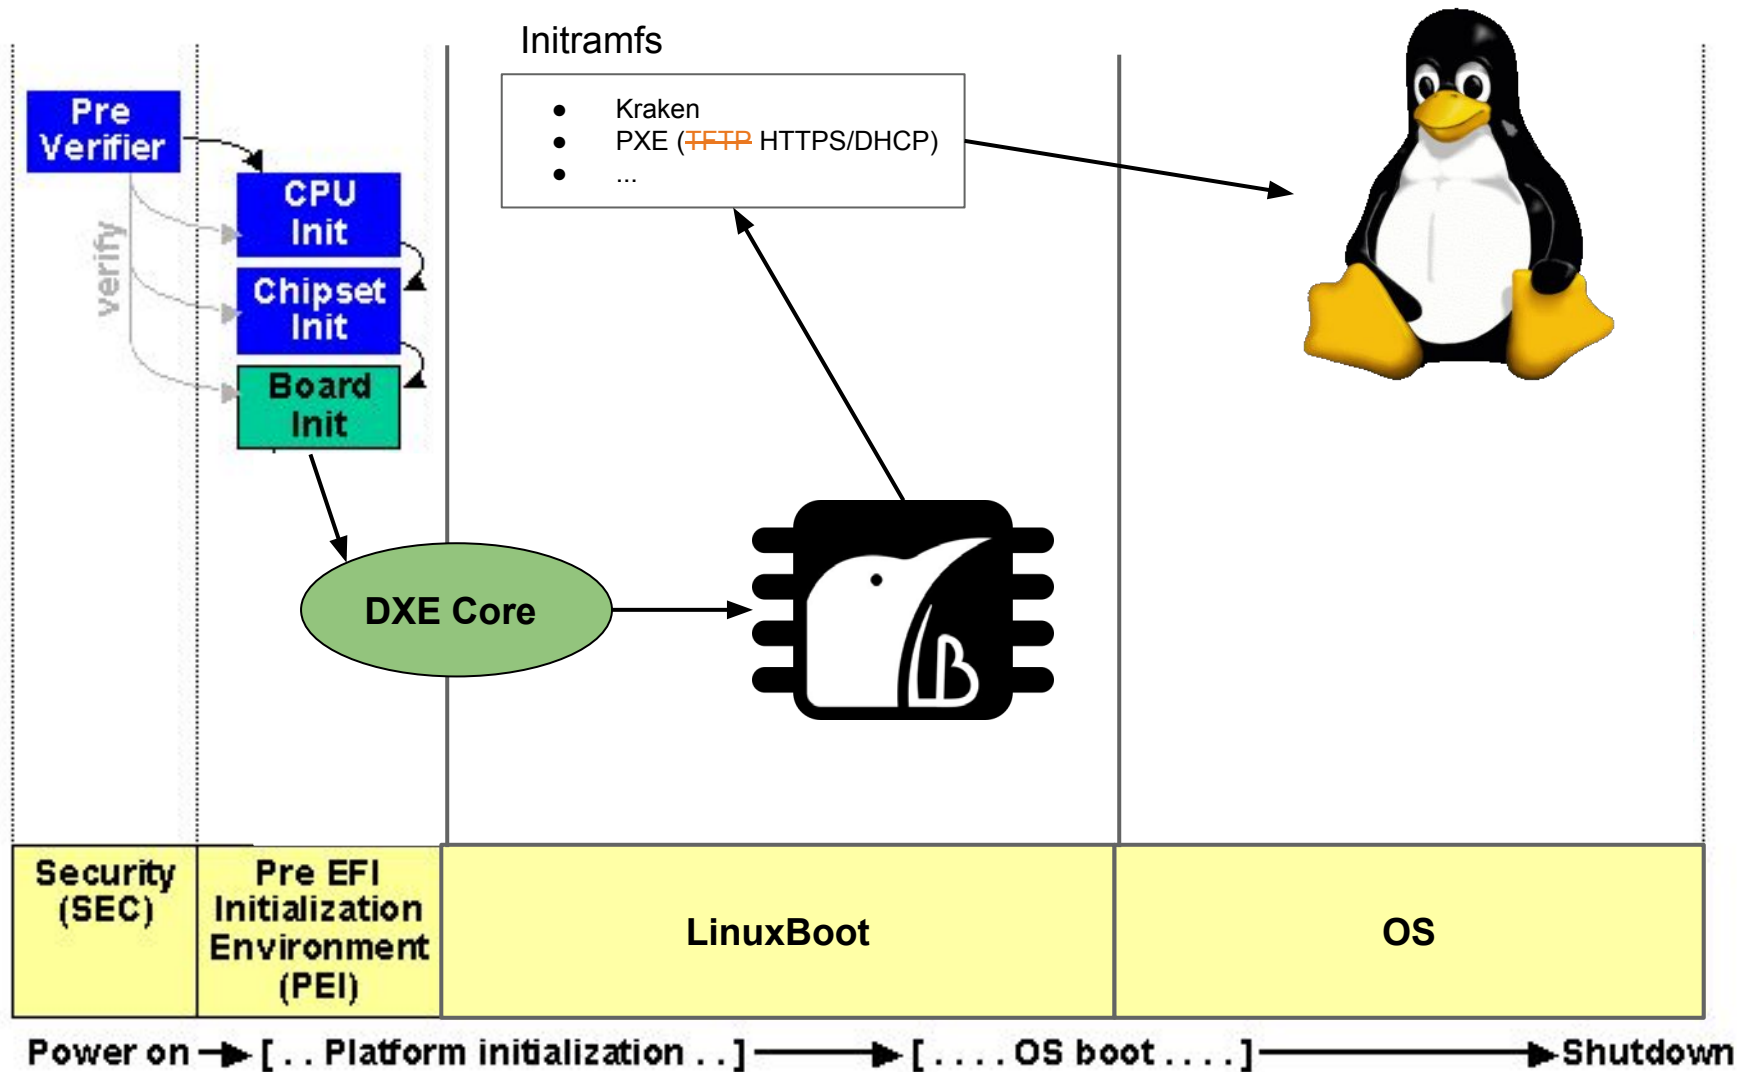 Initramfs
Pre
Verifier
● Kraken
● PXE (TFTP HTTPS/DHCP)
● ...
CPU
Init
verify
Chipset
Init
Board
Init
DXE Core
B
Security
(SEC)
Pre EFI
Initialization
Environment
(PEI)
LinuxBoot
OS
Power on
[ . . Platform initialization . . ]
[ . . . . OS boot . . . . ]
Shutdown